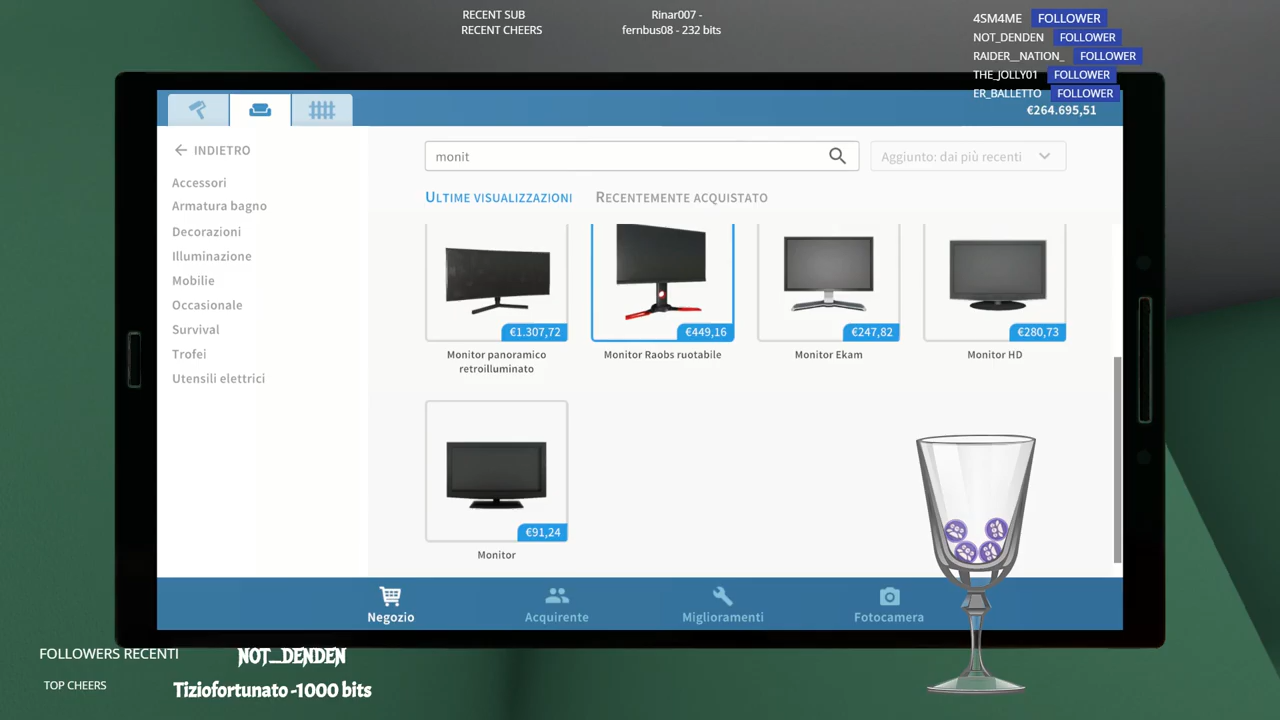 RECENT SUB
Rinar007 -
RECENT CHEERS
fernbus08 - 232 bits
4SM4ME FOLLOWER
NOT_DENDEN FOLLOWER
RAIDER__NATION_ FOLLOWER
THE_JOLLY01 FOLLOWER
ER_BALLETTO FOLLOWER
€264.695,51
INDIETRO
Accessori
Armatura bagno
Decorazioni
Illuminazione
Mobilie
Occasionale
Survival
Trofei
Utensili elettrici
monit
Aggiunto: dai più recenti
ULTIME VISUALIZZAZIONI
RECENTEMENTE ACQUISTATO
€1.307,72
Monitor panoramico
retroilluminato
€449,16
Monitor Raobs ruotabile
€247,82
Monitor Ekam
€280,73
Monitor HD
€91,24
Monitor
Negozio
Acquirente
Miglioramenti
Fotocamera
FOLLOWERS RECENTI
NOT_DENDEN
TOP CHEERS
Tiziofortunato -1000 bits